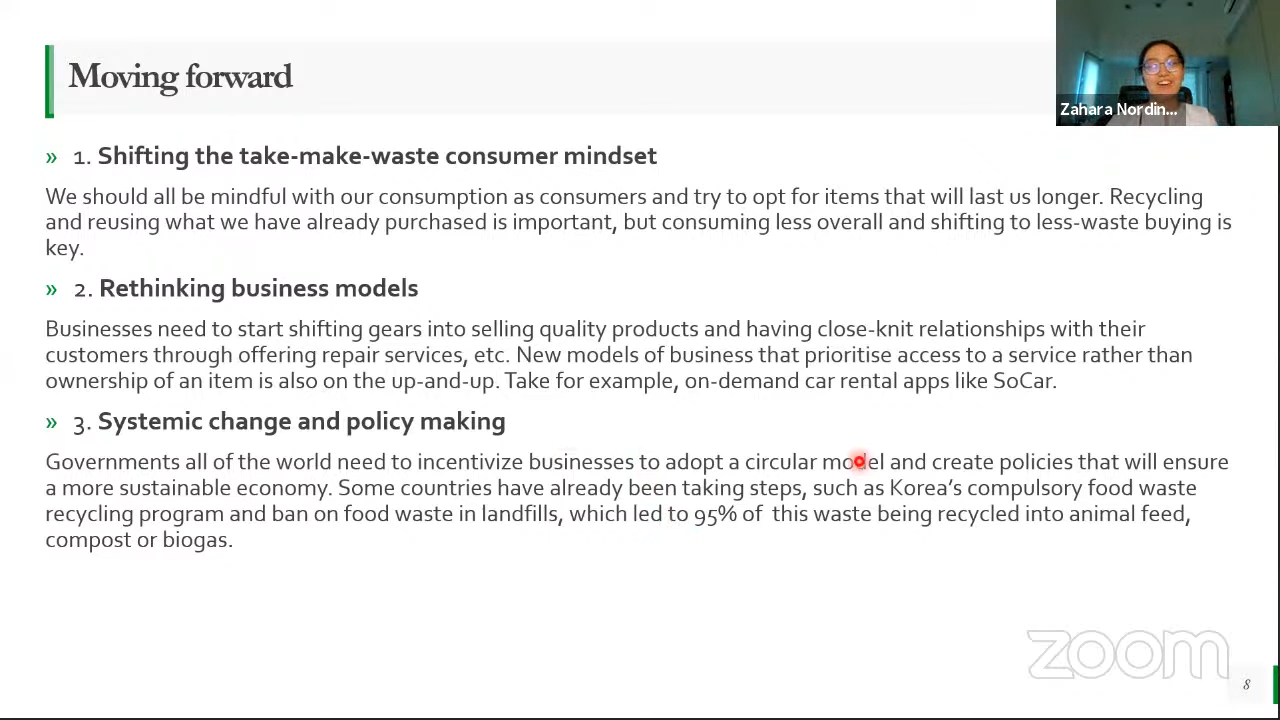 Moving forward
Zahara Nordin...
» 1. Shifting the take-make-waste consumer mindset
We should all be mindful with our consumption as consumers and try to opt for items that will last us longer. Recycling
and reusing what we have already purchased is important, but consuming less overall and shifting to less-waste buying is
key.
» 2. Rethinking business models
Businesses need to start shifting gears into selling quality products and having close-knit relationships with their
customers through offering repair services, etc. New models of business that prioritise access to a service rather than
ownership of an item is also on the up-and-up. Take for example, on-demand car rental apps like SoCar.
» 3. Systemic change and policy making
Governments all of the world need to incentivize businesses to adopt a circular model and create policies that will ensure
a more sustainable economy. Some countries have already been taking steps, such as Korea’s compulsory food waste
recycling program and ban on food waste in landfills, which led to 95% of  this waste being recycled into animal feed,
compost or biogas.
zoom
8